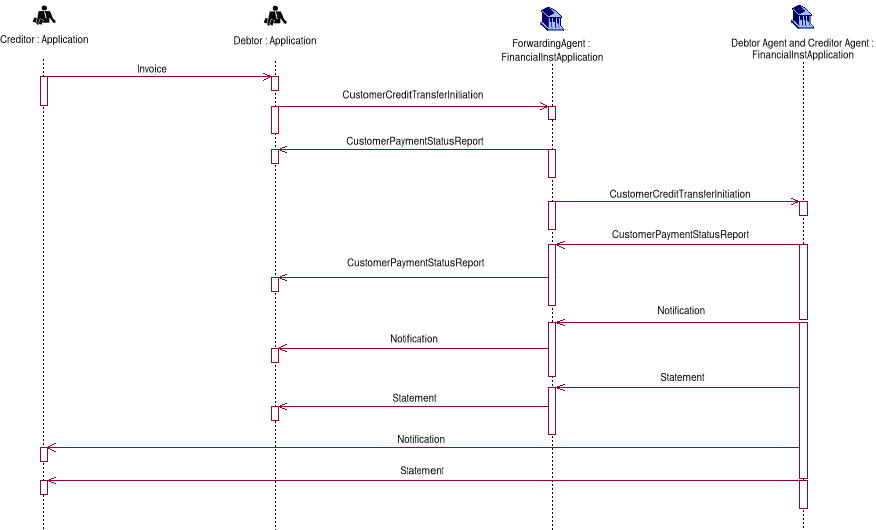 Creditor : Application
Debtor : Application
ForwardingAgent :
FinancialInstApplication
Debtor Agent and Creditor Agent :
FinancialInstApplication
Invoice
CustomerCreditTransferInitiation
CustomerPaymentStatusReport
CustomerCreditTransferInitiation
CustomerPaymentStatusReport
CustomerPaymentStatusReport
Notification
Notification
Statement
Statement
Notification
Statement